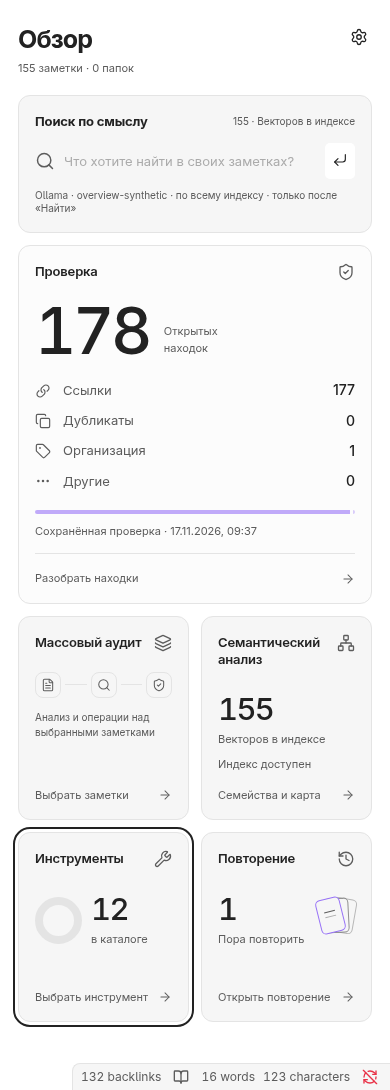 Обзор
155 заметки · 0 папок
Поиск по смыслу
155 · Векторов в индексе
Что хотите найти в своих заметках?
Ollama · overview-synthetic · по всему индексу · только после
«Найти»
Проверка
178
Открытых
находок
Ссылки 177
Дубликаты 0
Организация 1
Другие 0
Сохранённая проверка · 17.11.2026, 09:37
Разобрать находки
Массовый аудит
Анализ и операции над
выбранными заметками
Выбрать заметки
Семантический
анализ
155
Векторов в индексе
Индекс доступен
Семейства и карта
Инструменты
12
в каталоге
Выбрать инструмент
Повторение
1
Пора повторить
Открыть повторение
132 backlinks 16 words 123 characters